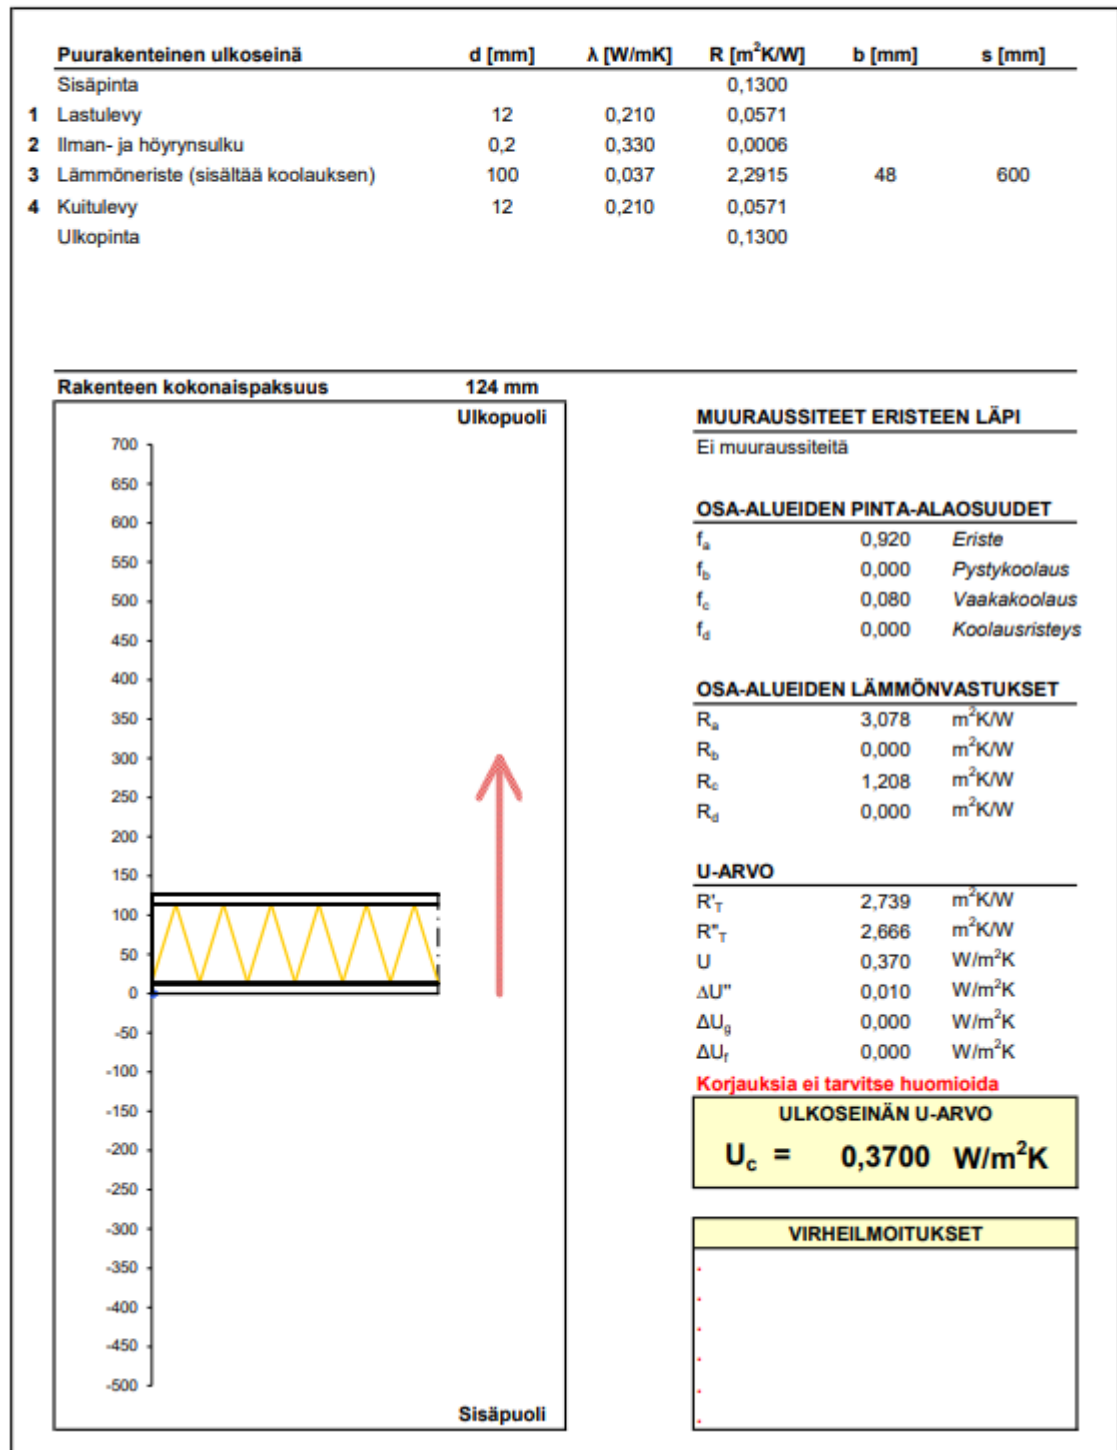 Puurakenteinen ulkoseinä d [mm] λ [W/mK] R [m²K/W] b [mm] s [mm]
Sisäpinta 0,1300
1 Lastulevy 12 0,210 0,0571
2 Ilman- ja höyrynsulku 0,2 0,330 0,0006
3 Lämmöneriste (sisältää koolauksen) 100 0,037 2,2915 48 600
4 Kuitulevy 12 0,210 0,0571
Ulkopinta 0,1300
Rakenteen kokonaispaksuus 124 mm
Ulkopuoli
700
650
600
550
500
450
400
350
300
250
200
150
100
50
0
-50
-100
-150
-200
-250
-300
-350
-400
-450
-500
Sisäpuoli
MUURAUSSITEET ERISTEEN LÄPI
Ei muuraussiteitä
OSA-ALUEIDEN PINTA-ALAOSUUDET
fa 0,920 Eriste
fb 0,000 Pystykoolaus
fc 0,080 Vaakakoolaus
fd 0,000 Koolausristeys
OSA-ALUEIDEN LÄMMÖNVASTUKSET
Ra 3,078 m²K/W
Rb 0,000 m²K/W
Rc 1,208 m²K/W
Rd 0,000 m²K/W
U-ARVO
R'T 2,739 m²K/W
R"T 2,666 m²K/W
U 0,370 W/m²K
ΔU" 0,010 W/m²K
ΔUg 0,000 W/m²K
ΔUf 0,000 W/m²K
Korjauksia ei tarvitse huomioida
ULKOSEINÄN U-ARVO
Uc = 0,3700 W/m²K
VIRHEILMOITUKSET
.
.
.
.
.
.